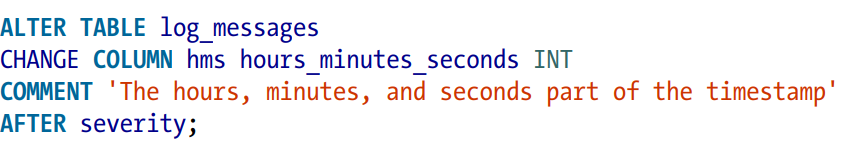 ALTER TABLE log_messages
CHANGE COLUMN hms hours_minutes_seconds INT
COMMENT 'The hours, minutes, and seconds part of the timestamp'
AFTER severity;